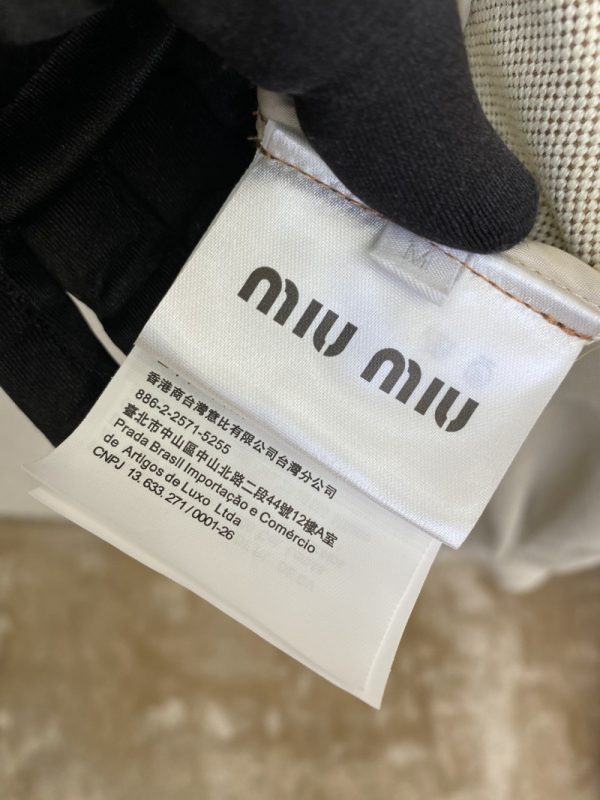 M
miu miu
香港商台灣意比有限公司台灣分公司
886-2-2571-5255
臺北市中山區中山北路二段44號12樓A室
Prada Brasil Importação e Comércio
de Artigos de Luxo Ltda
CNPJ 13.633.271/0001-26